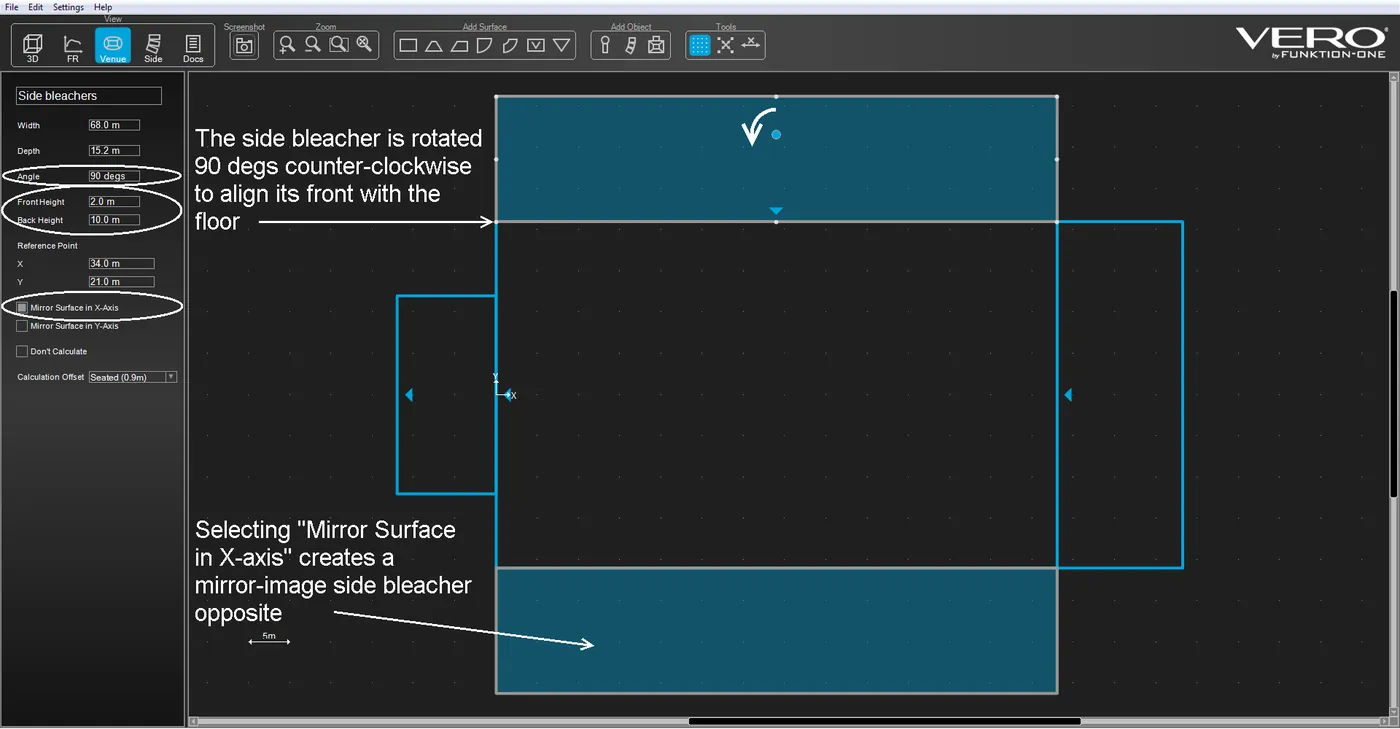 File Edit Settings Help
View
Screenshot
Zoom
Add Surface
Add Object
Tools
3D FR Venue Side Docs
VERO
by FUNKTION-ONE
Side bleachers
Width 68.0 m
Depth 15.2 m
Angle 90 degs
Front Height 2.0 m
Back Height 10.0 m
Reference Point
X 34.0 m
Y 21.0 m
Mirror Surface in X-Axis
Mirror Surface in Y-Axis
Don't Calculate
Calculation Offset Seated (0.9m)
The side bleacher is rotated
90 degs counter-clockwise
to align its front with the
floor
Y
X
Selecting "Mirror Surface
in X-axis" creates a
mirror-image side bleacher
opposite
5m